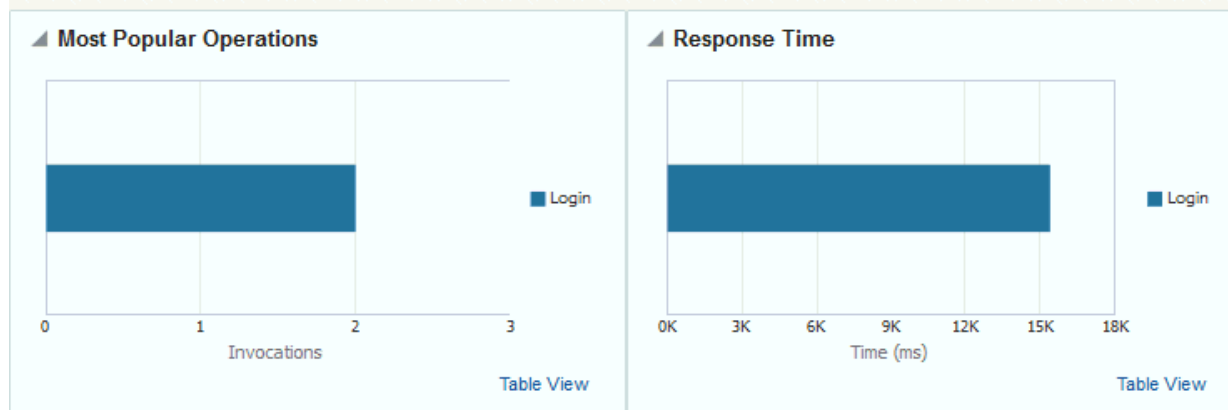 Most Popular Operations
Login
0 1 2 3
Invocations
Table View
Response Time
Login
0K 3K 6K 9K 12K 15K 18K
Time (ms)
Table View